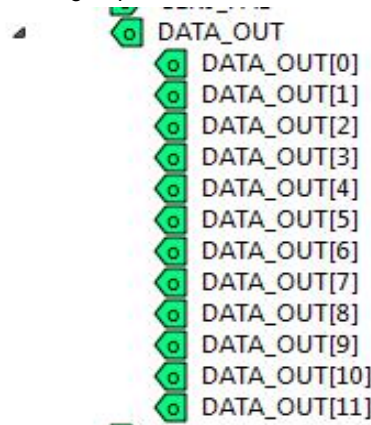 DATA_OUT
o DATA_OUT[0]
o DATA_OUT[1]
o DATA_OUT[2]
o DATA_OUT[3]
o DATA_OUT[4]
o DATA_OUT[5]
o DATA_OUT[6]
o DATA_OUT[7]
o DATA_OUT[8]
o DATA_OUT[9]
o DATA_OUT[10]
o DATA_OUT[11]